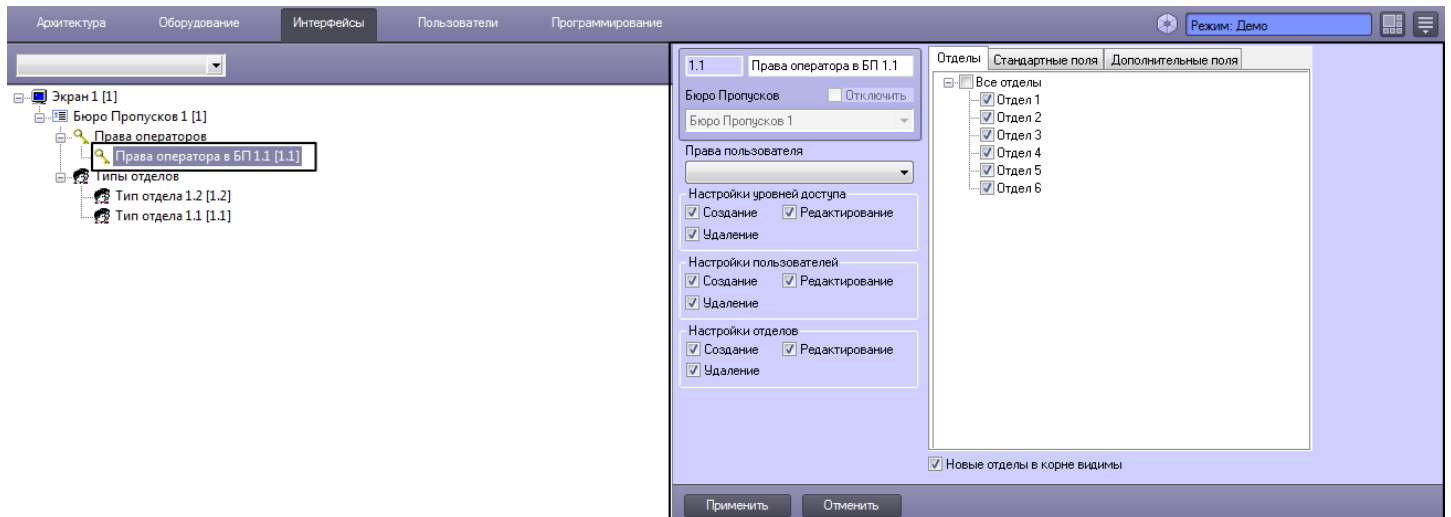 Архитектура Оборудование Интерфейсы Пользователи Программирование Режим: Демо
Экран 1 [1]
Бюро Пропусков 1 [1]
Права операторов
Права оператора в БП 1.1 [1.1]
Типы отделов
Тип отдела 1.2 [1.2]
Тип отдела 1.1 [1.1]
1.1 Права оператора в БП 1.1
Бюро Пропусков Отключить
Бюро Пропусков 1
Права пользователя
Настройки уровней доступа
Создание Редактирование
Удаление
Настройки пользователей
Создание Редактирование
Удаление
Настройки отделов
Создание Редактирование
Удаление
Отделы Стандартные поля Дополнительные поля
Все отделы
Отдел 1
Отдел 2
Отдел 3
Отдел 4
Отдел 5
Отдел 6
Новые отделы в корне видимы
Применить Отменить